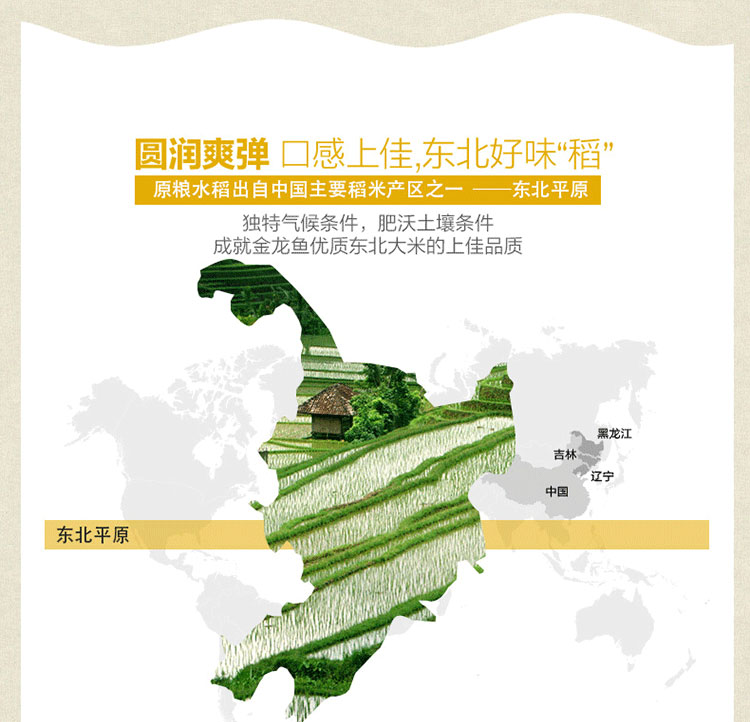 圆润爽弹 口感上佳,东北好味“稻”
原粮水稻出自中国主要稻米产区之一 ——东北平原
独特气候条件，肥沃土壤条件
成就金龙鱼优质东北大米的上佳品质
黑龙江
吉林
辽宁
中国
东北平原